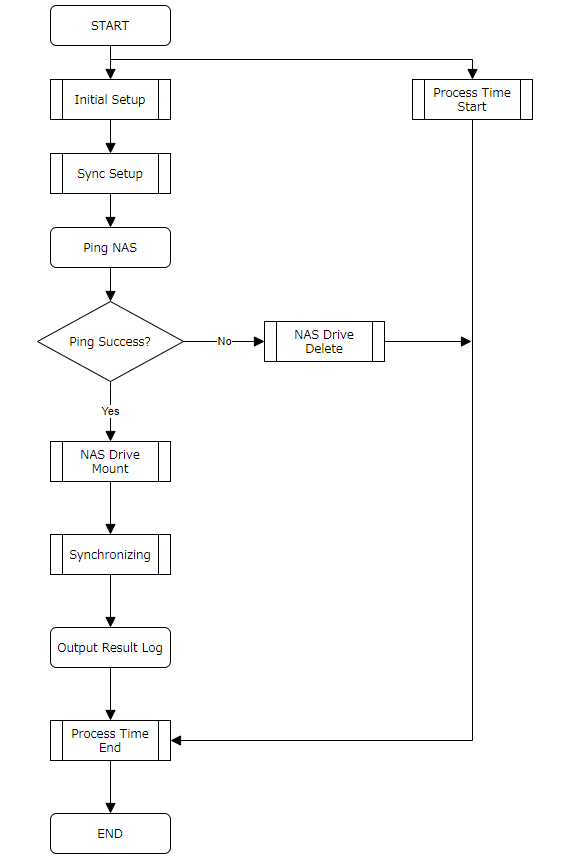 START
Initial Setup
Process Time
Start
Sync Setup
Ping NAS
Ping Success?
No
NAS Drive
Delete
Yes
NAS Drive
Mount
Synchronizing
Output Result Log
Process Time
End
END